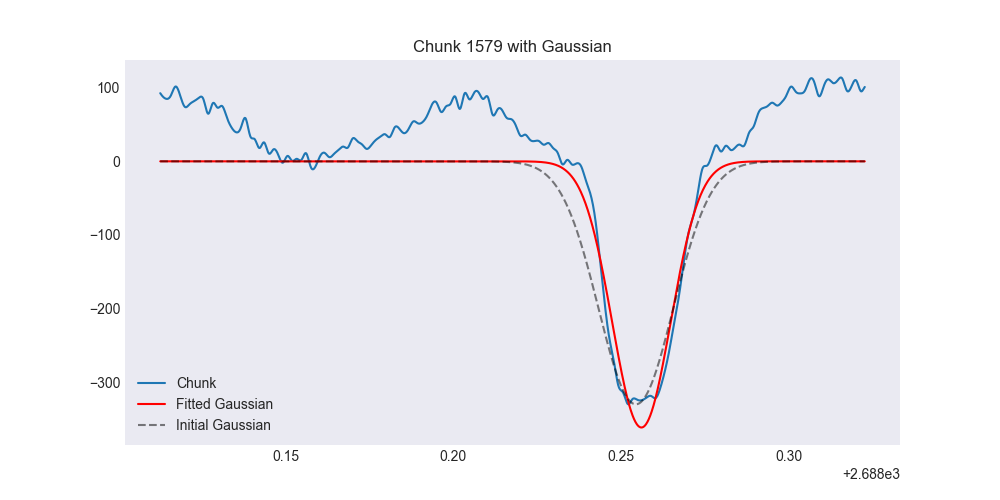 Chunk 1579 with Gaussian
100
0
−100
−200
−300
Chunk
Fitted Gaussian
Initial Gaussian
0.15 0.20 0.25 0.30
+2.688e3